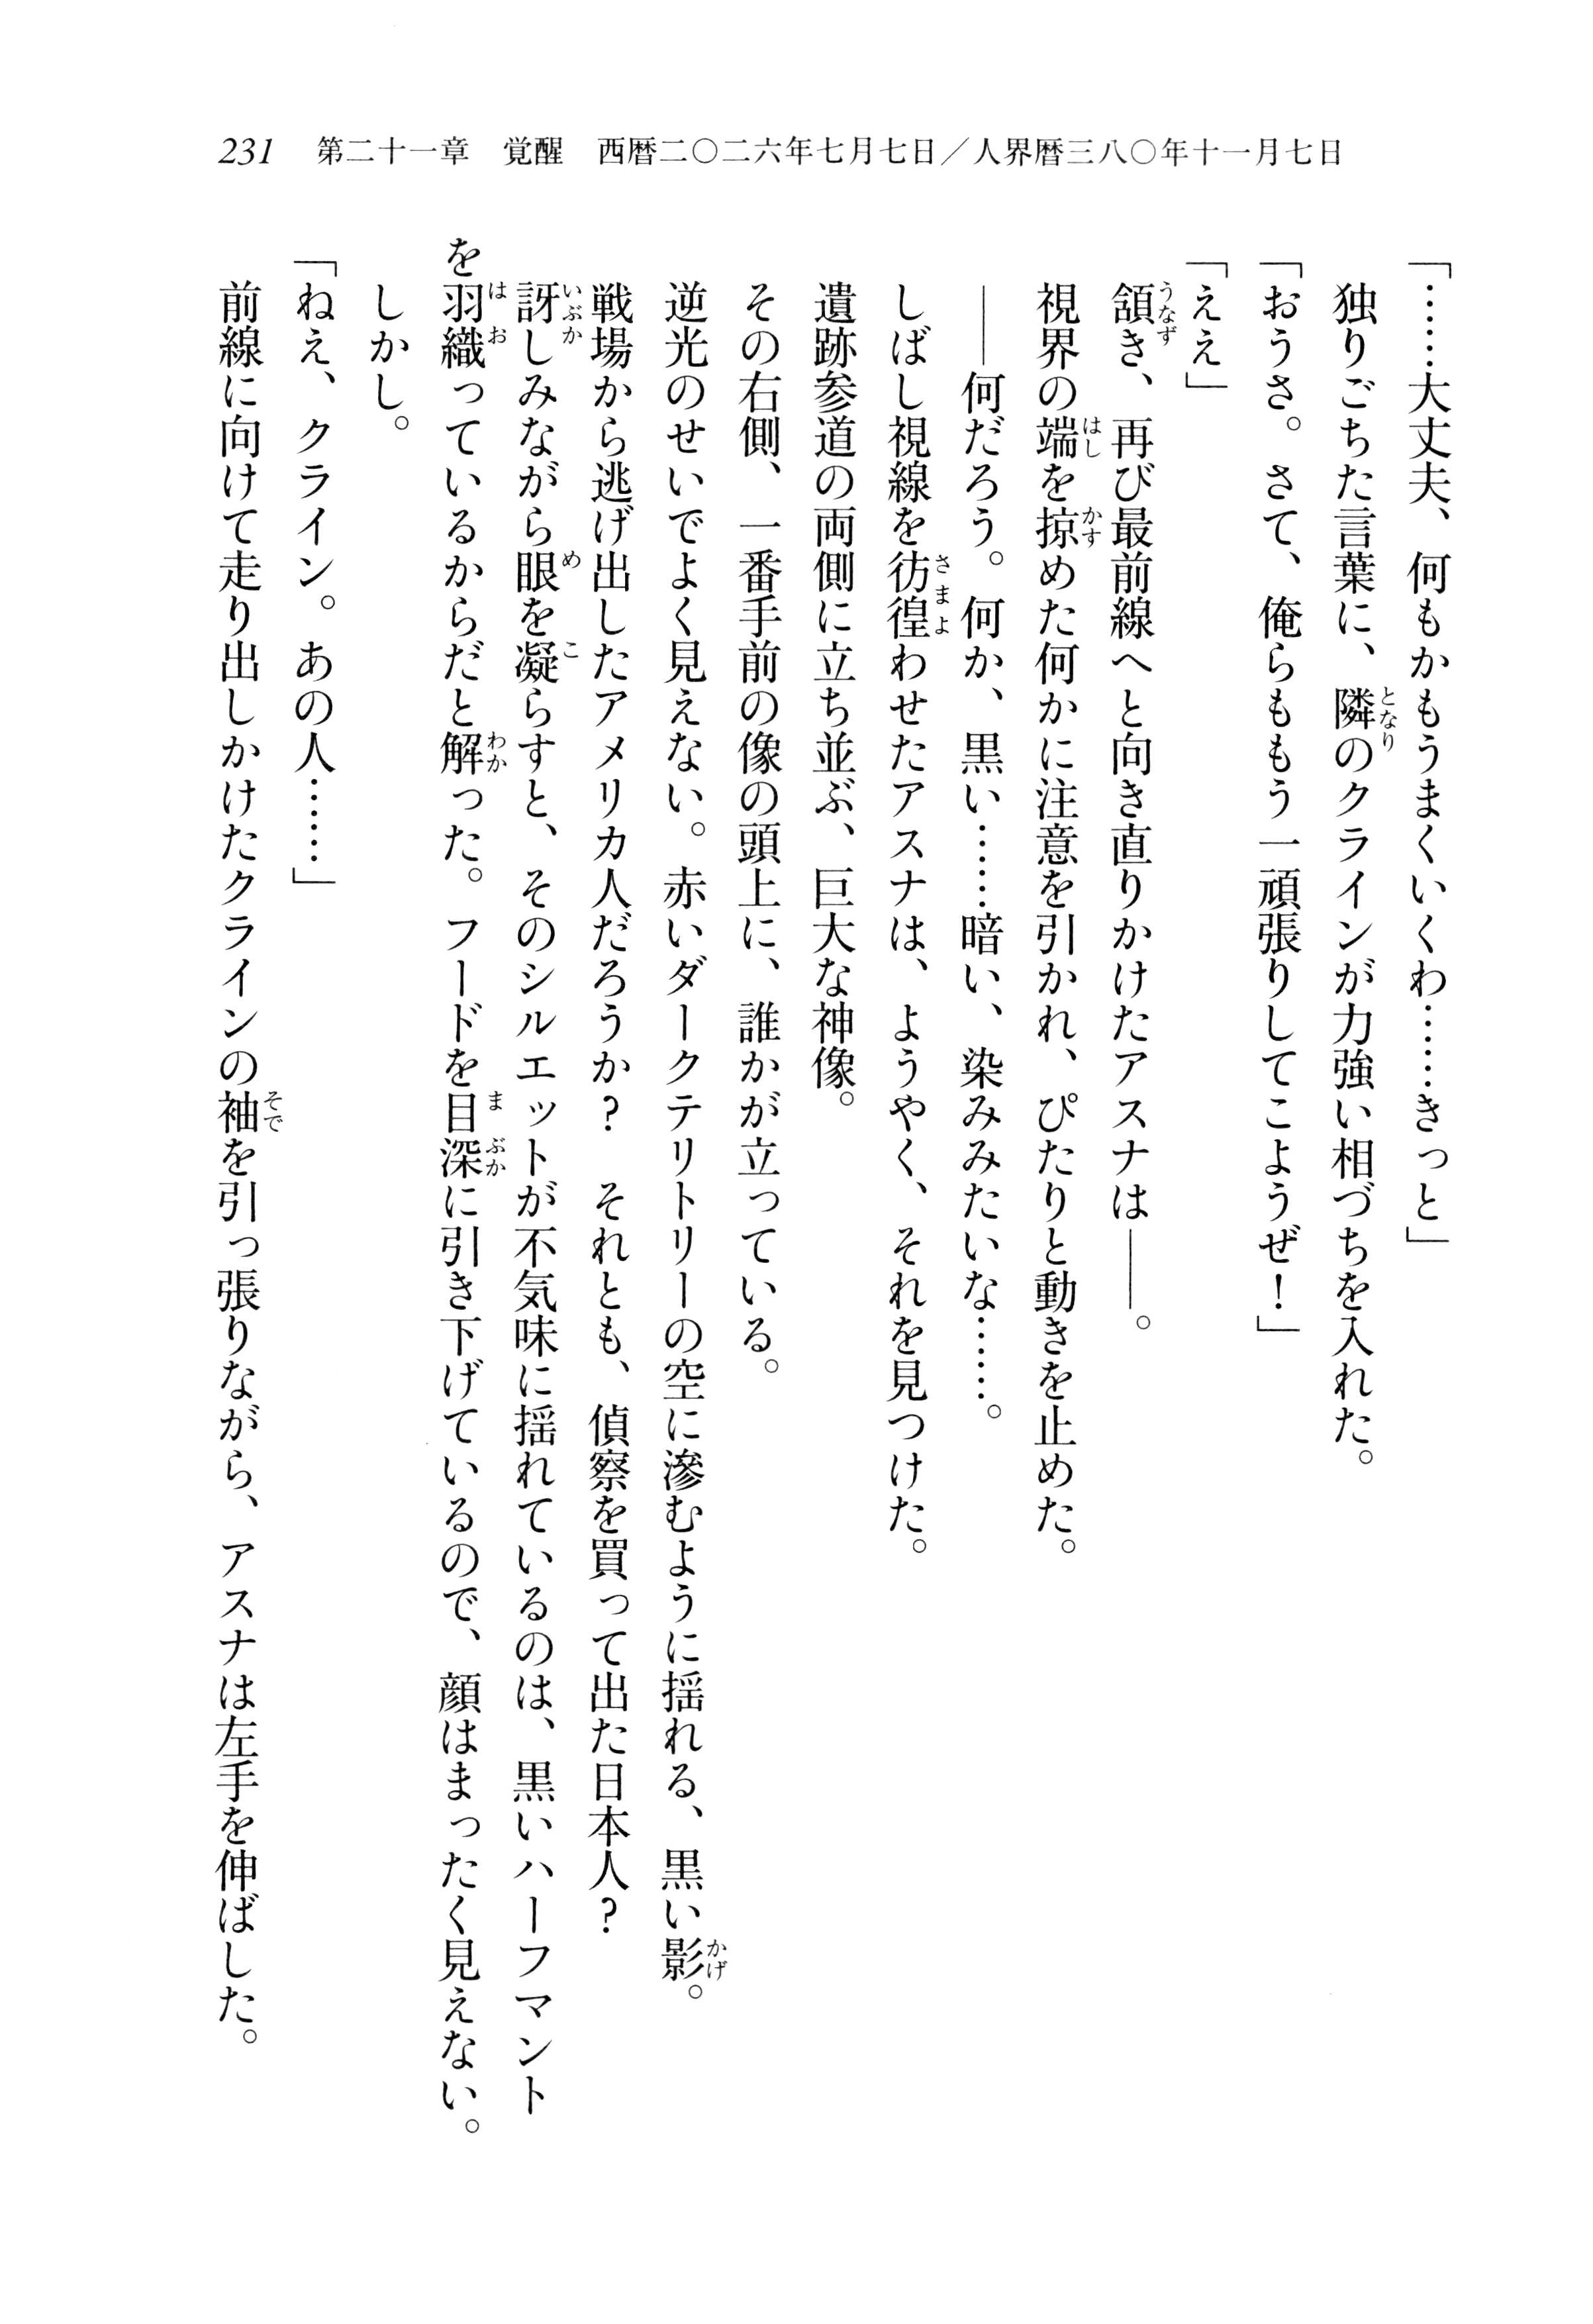 231　第二十一章　覚醒　西暦二〇二六年七月七日／人界暦三八〇年十一月七日
「……大丈夫、何もかもうまくいくわ……きっと」
独りごちた言葉に、隣のクラインが力強い相づちを入れた。
「おうさ。さて、俺らももう一頑張りしてこようぜ！」
「ええ」
頷き、再び最前線へと向き直りかけたアスナは――。
視界の端を掠めた何かに注意を引かれ、ぴたりと動きを止めた。
――何だろう。何か、黒い……暗い、染みみたいな……。
しばし視線を彷徨わせたアスナは、ようやく、それを見つけた。
遺跡参道の両側に立ち並ぶ、巨大な神像。
その右側、一番手前の像の頭上に、誰かが立っている。
逆光のせいでよく見えない。赤いダークテリトリーの空に滲むように揺れる、黒い影。
戦場から逃げ出したアメリカ人だろうか？　それとも、偵察を買って出た日本人？
訝しみながら眼を凝らすと、そのシルエットが不気味に揺れているのは、黒いハーフマント
を羽織っているからだと解った。フードを目深に引き下げているので、顔はまったく見えない。
しかし。
「ねえ、クライン。あの人……」
前線に向けて走り出しかけたクラインの袖を引っ張りながら、アスナは左手を伸ばした。